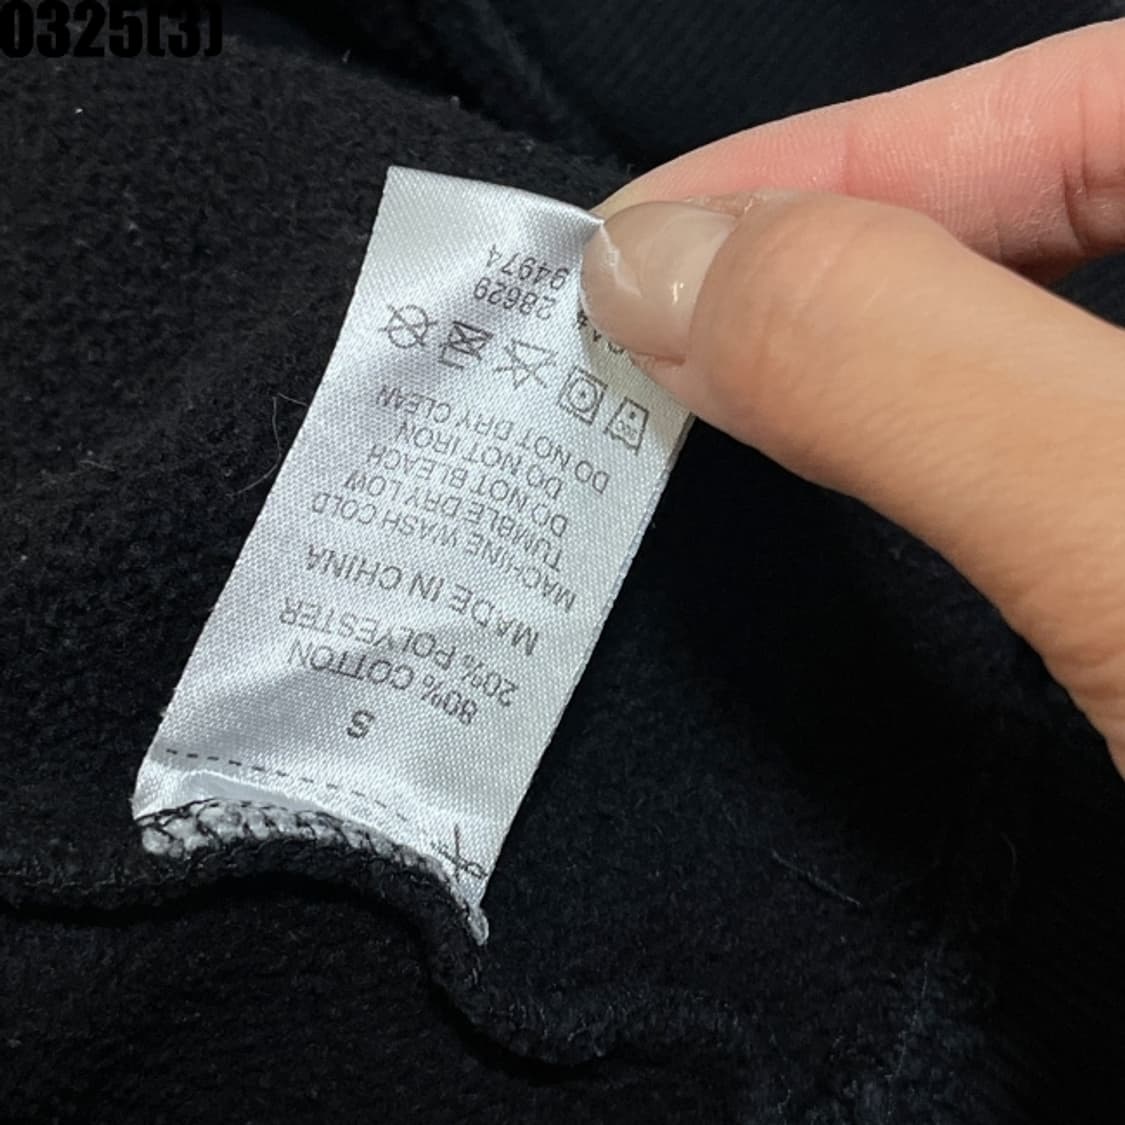 0325(3)
S
80% COTTON
20% POLYESTER
MADE IN CHINA
MACHINE WASH COLD
TUMBLE DRY LOW
DO NOT BLEACH
DO NOT IRON
DO NOT DRY CLEAN
28629
94974